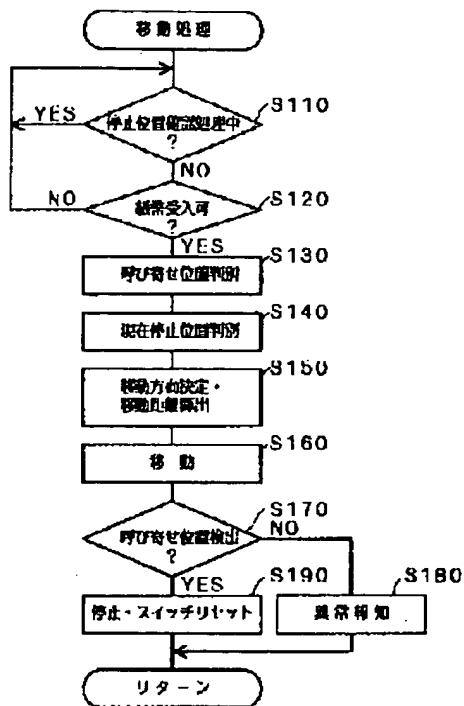 移動処理
S110
YES
停止位置確認処理中
?
NO
S120
NO
紙幣受入可
?
YES
S130
呼び寄せ位置判別
S140
現在停止位置判別
S150
移動方向決定・
移動距離算出
S160
移動
S170
呼び寄せ位置検出
?
NO
YES
S190
S180
停止・スイッチリセット
異常報知
リターン